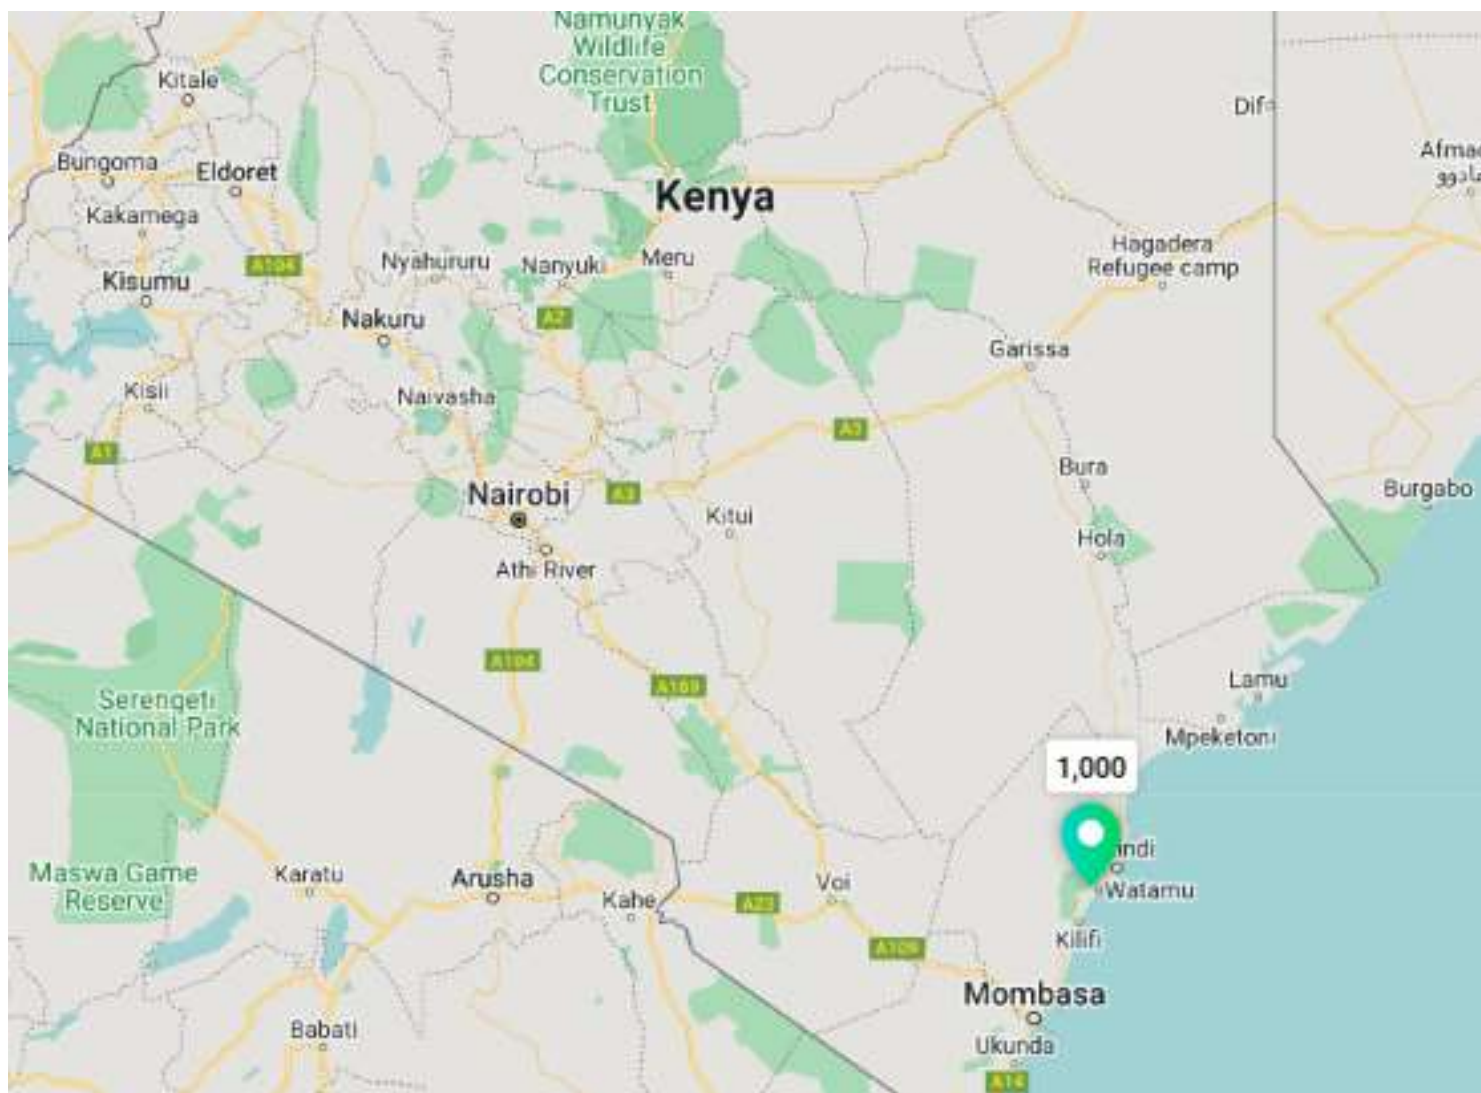 Namunyak
Wildlife
Conservation
Trust
Kitale
Dif
Bungoma
Eldoret
Kenya
Kakamega
Hagadera
Refugee camp
A104
Nyahururu
Nanyuki
Meru
Kisumu
Nakuru
A2
Garissa
Kisii
Naivasha
A3
A1
Bura
Burgabo
Nairobi
A3
Kitui
Hola
Athi River
A104
A109
Lamu
Serengeti
National Park
Mpeketoni
1,000
Maswa Game
Reserve
Karatu
Arusha
Voi
Watamu
Kahe
A23
Kilifi
A109
Mombasa
Babati
Ukunda
A14